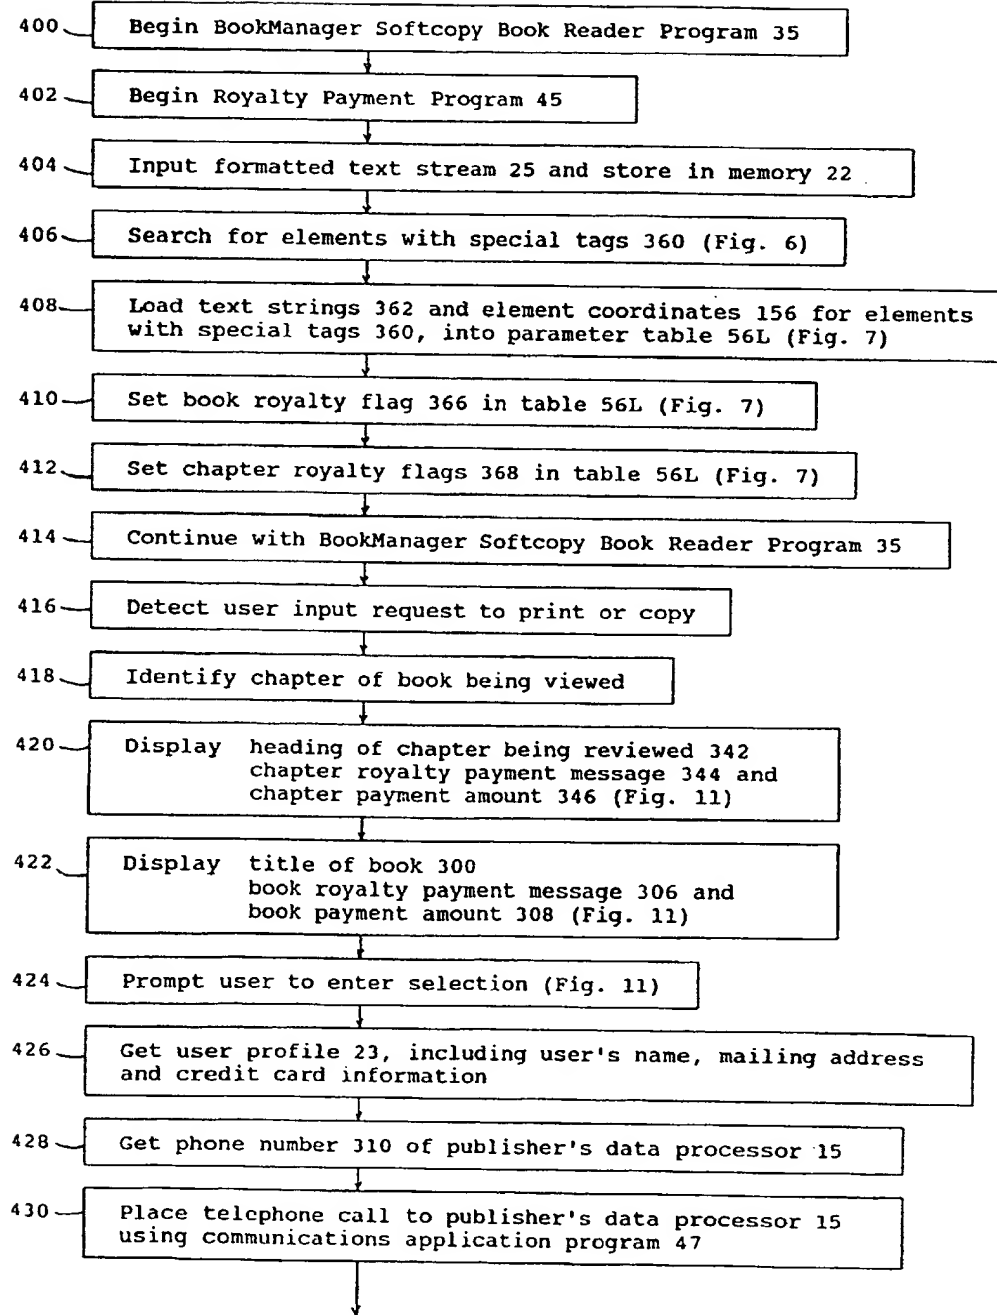 400 Begin BookManager Softcopy Book Reader Program 35
402 Begin Royalty Payment Program 45
404 Input formatted text stream 25 and store in memory 22
406 Search for elements with special tags 360 (Fig. 6)
408 Load text strings 362 and element coordinates 156 for elements
with special tags 360, into parameter table 56L (Fig. 7)
410 Set book royalty flag 366 in table 56L (Fig. 7)
412 Set chapter royalty flags 368 in table 56L (Fig. 7)
414 Continue with BookManager Softcopy Book Reader Program 35
416 Detect user input request to print or copy
418 Identify chapter of book being viewed
420 Display heading of chapter being reviewed 342
chapter royalty payment message 344 and
chapter payment amount 346 (Fig. 11)
422 Display title of book 300
book royalty payment message 306 and
book payment amount 308 (Fig. 11)
424 Prompt user to enter selection (Fig. 11)
426 Get user profile 23, including user's name, mailing address
and credit card information
428 Get phone number 310 of publisher's data processor 15
430 Place telephone call to publisher's data processor 15
using communications application program 47